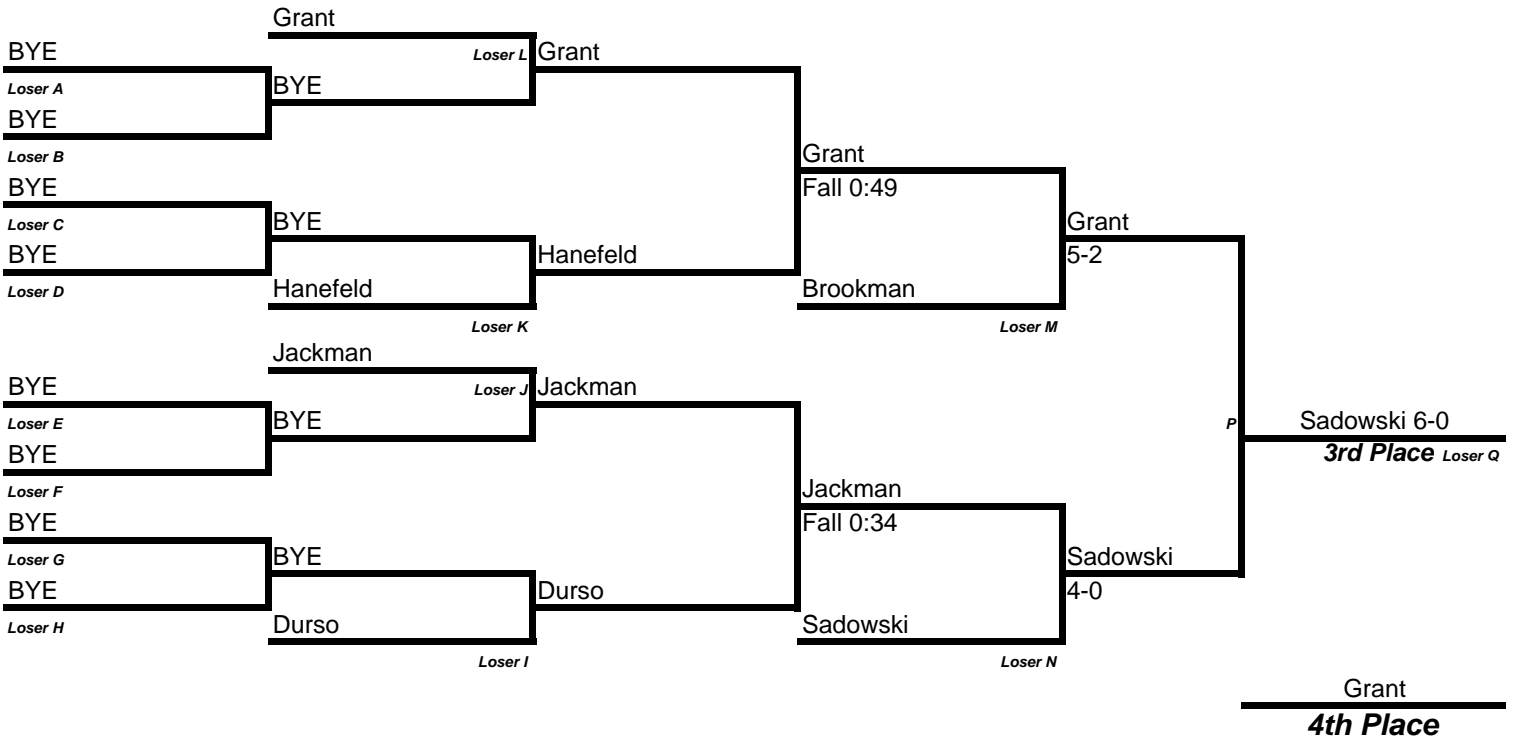 Grant
BYE
Loser L
Grant
Loser A
BYE
BYE
Loser B
Grant
BYE
Fall 0:49
Loser C
BYE
Grant
BYE
Hanefeld
5-2
Loser D
Hanefeld
Brookman
Loser K
Loser M
Jackman
BYE
Loser J
Jackman
Loser E
BYE
P
Sadowski 6-0
BYE
3rd Place Loser Q
Loser F
Jackman
BYE
Fall 0:34
Loser G
BYE
Sadowski
BYE
Durso
4-0
Loser H
Durso
Sadowski
Loser I
Loser N
Grant
4th Place